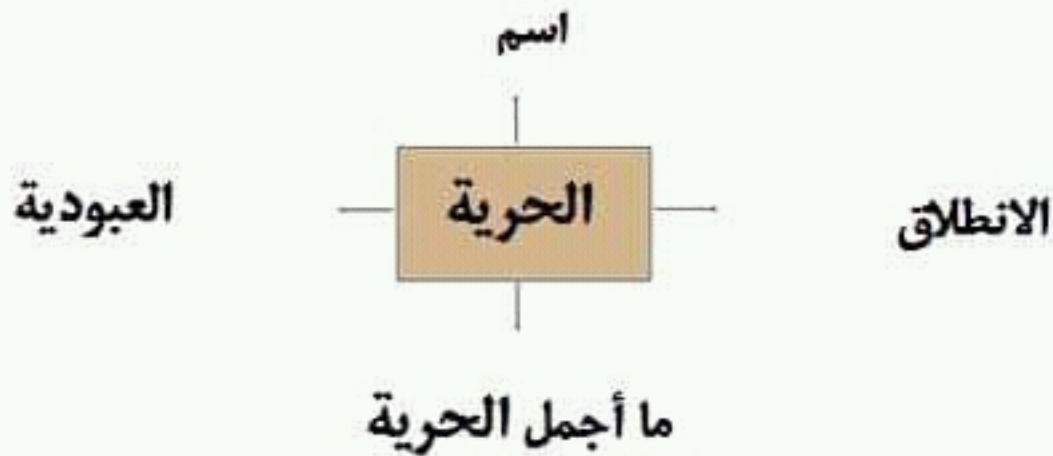 اسم
الانطلاق
الحرية
العبودية
ما أجمل الحرية